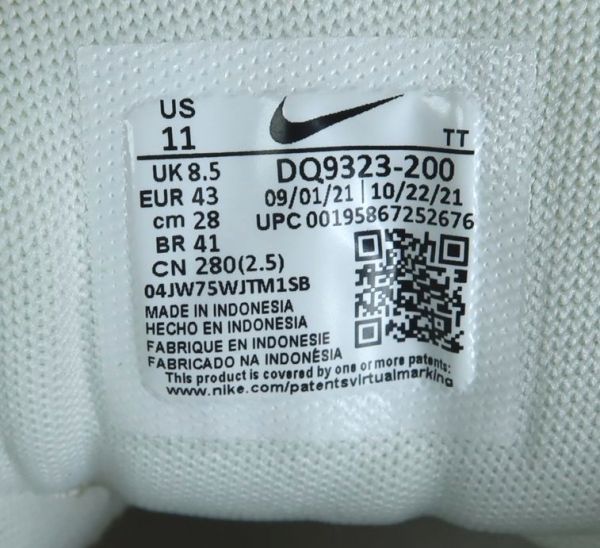 US
11
TT
UK 8.5
EUR 43
cm 28
BR 41
CN 280(2.5)
DQ9323-200
09/01/21 | 10/22/21
UPC 00195867252676
04JW75WJTM1SB
MADE IN INDONESIA
HECHO EN INDONESIA
FABRIQUE EN INDONESIE
FABRICADO NA INDONÉSIA
This product is covered by one or more patents:
www.nike.com/patentsvirtualmarking